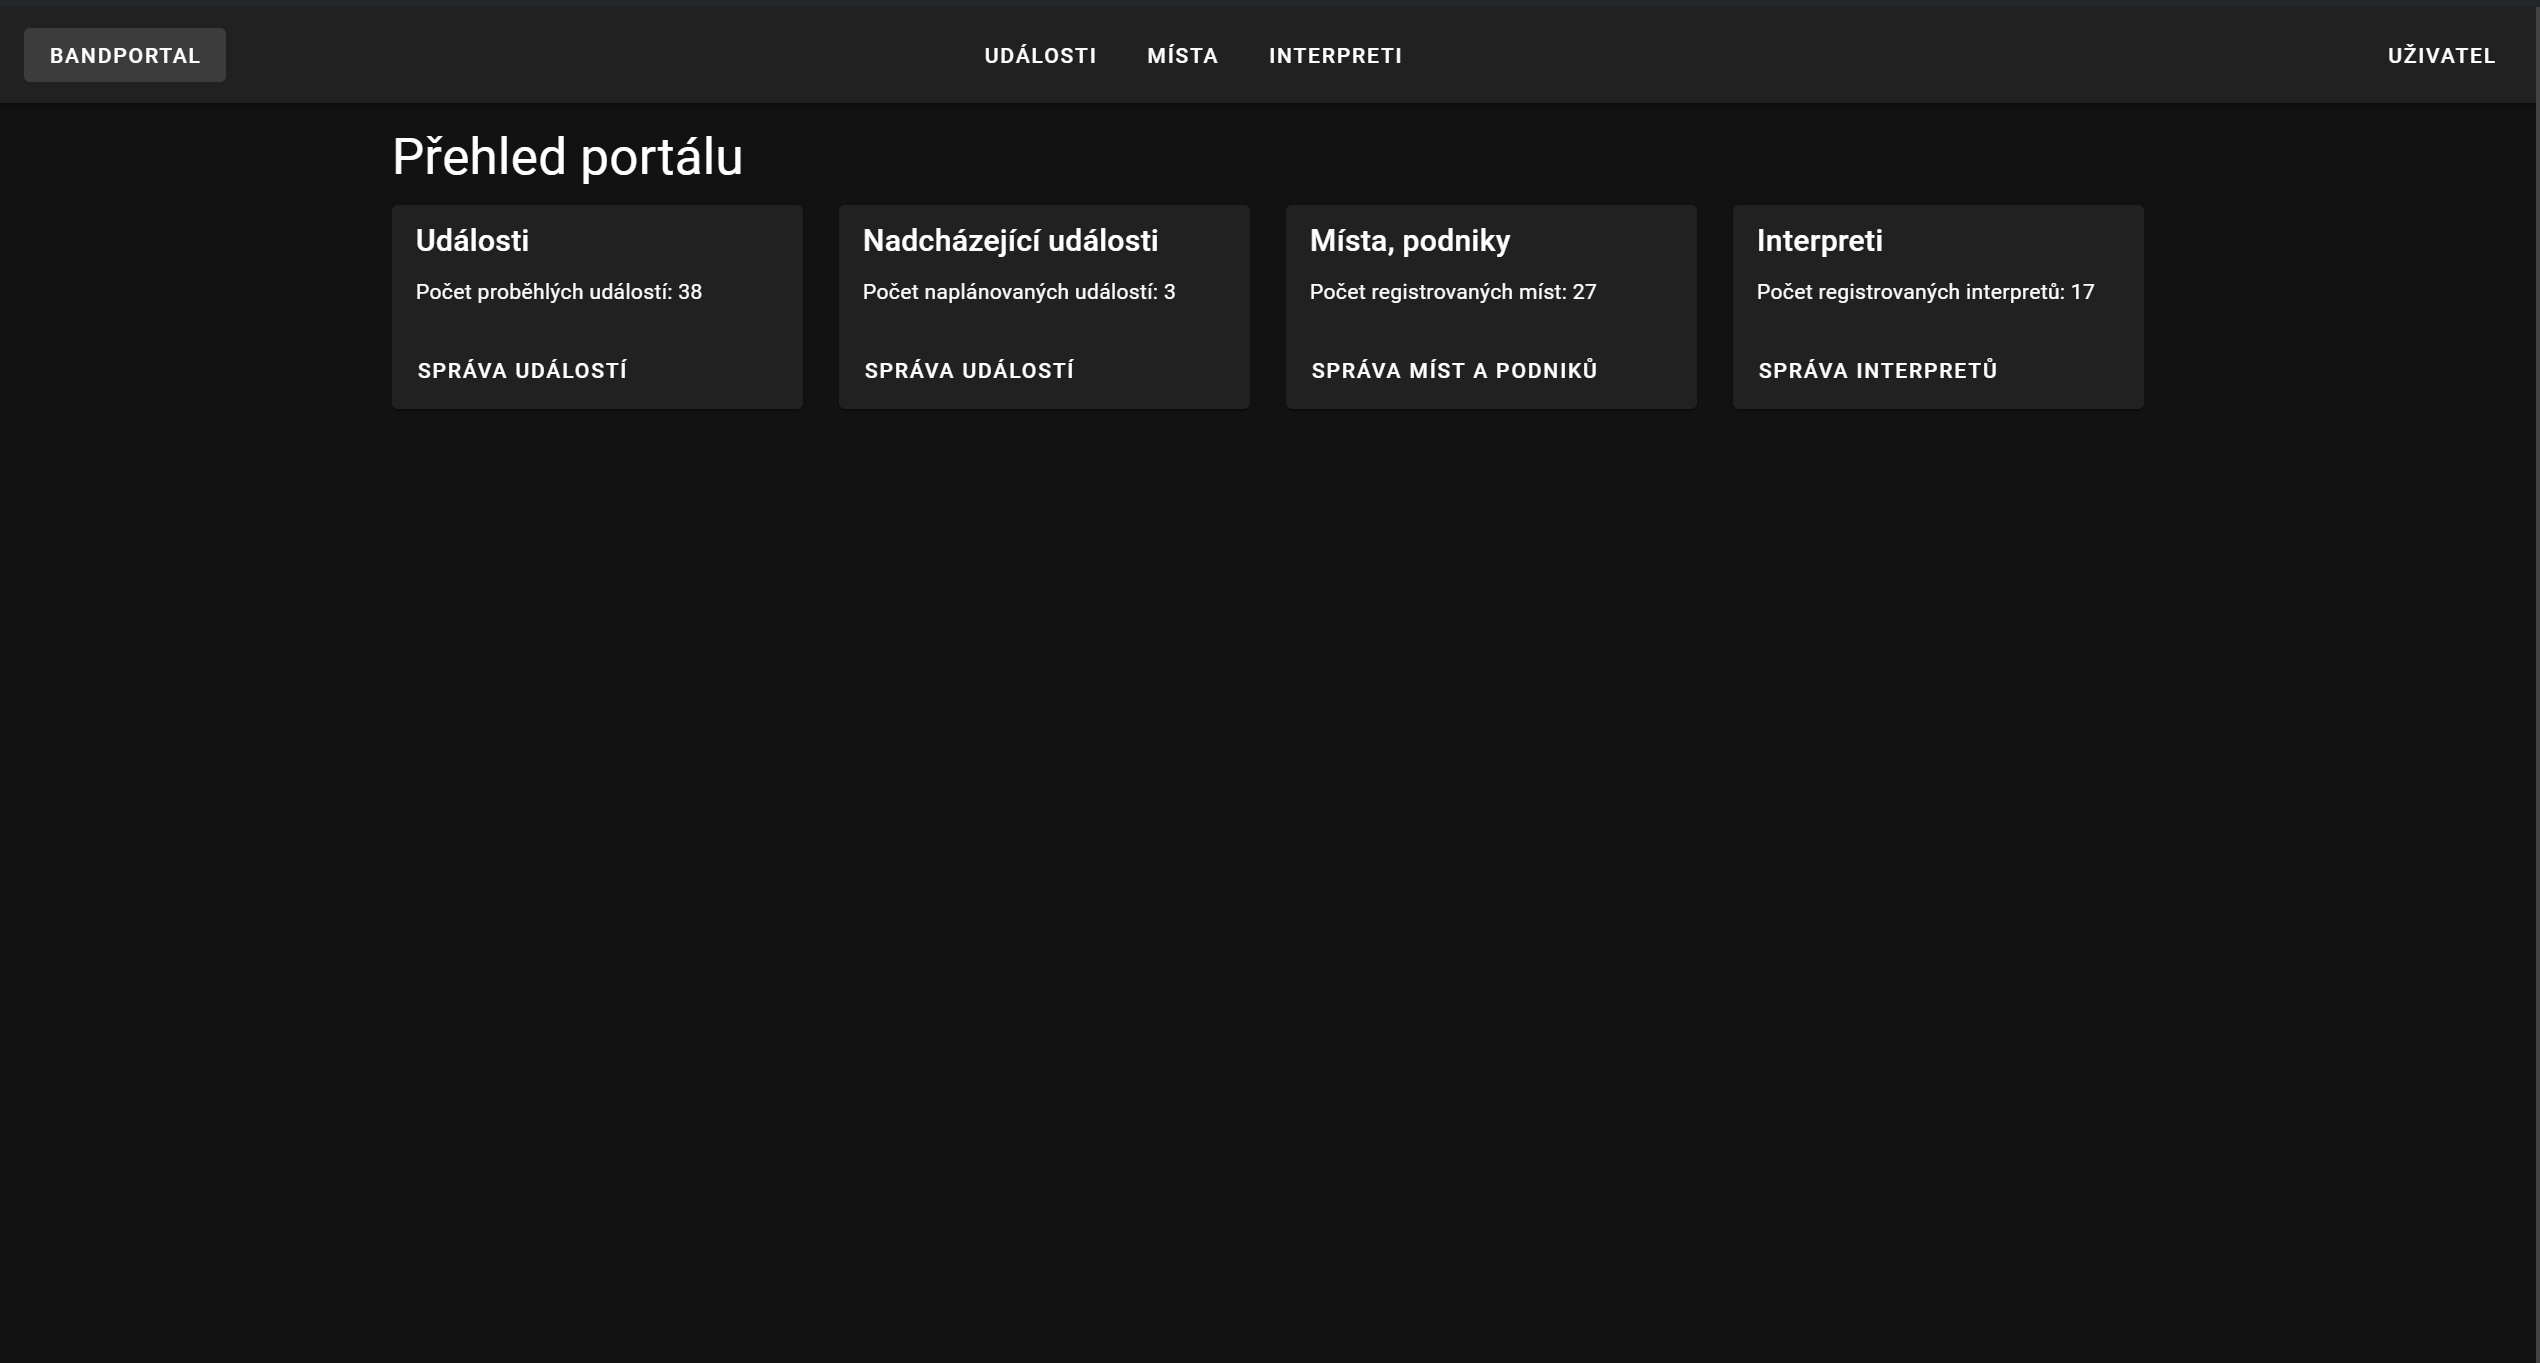 BANDPORTAL
UDÁLOSTI
MÍSTA
INTERPRETI
UŽIVATEL
Přehled portálu
Události
Počet proběhlých událostí: 38
SPRÁVA UDÁLOSTÍ
Nadcházející události
Počet naplánovaných událostí: 3
SPRÁVA UDÁLOSTÍ
Místa, podniky
Počet registrovaných míst: 27
SPRÁVA MÍST A PODNIKŮ
Interpreti
Počet registrovaných interpretů: 17
SPRÁVA INTERPRETŮ